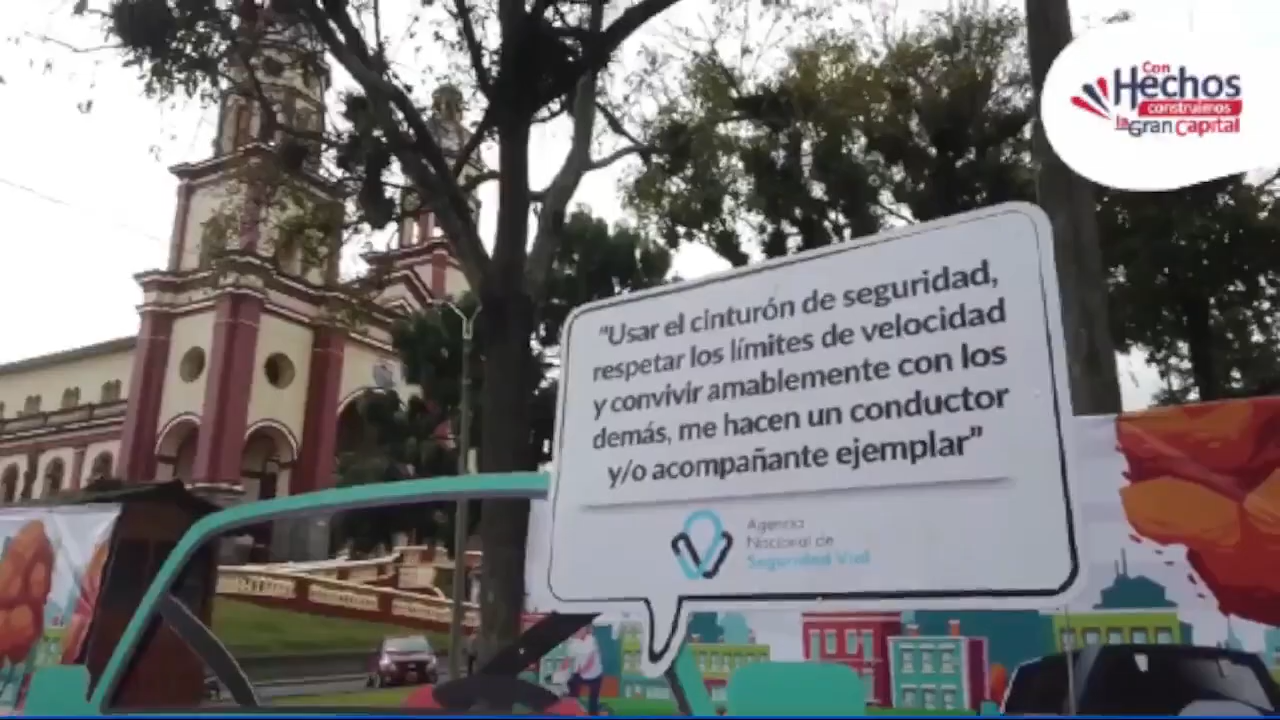 Con
Hechos
construimos
la Gran Capital
"Usar el cinturón de seguridad,
respetar los límites de velocidad
y convivir amablemente con los
demás, me hacen un conductor
y/o acompañante ejemplar"
Agencia
Nacional de
Seguridad Vial